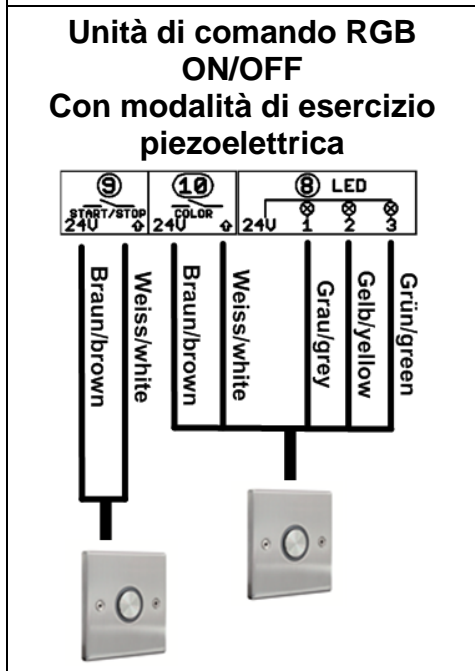 Unità di comando RGB
ON/OFF
Con modalità di esercizio
piezoelettrica
9 10 8 LED
START/STOP COLOR
24V ⇧ 24V ⇧ 24V 1 2 3
Braun/brown
Weiss/white
Braun/brown
Weiss/white
Grau/grey
Gelb/yellow
Grün/green